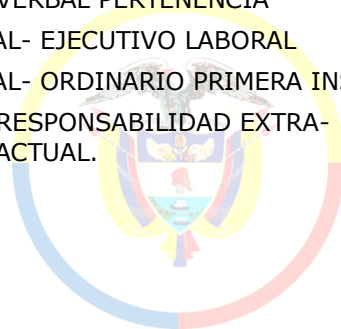 VERBAL PERTENENCIA
AL- EJECUTIVO LABORAL
AL- ORDINARIO PRIMERA INS
RESPONSABILIDAD EXTRA-
ACTUAL.